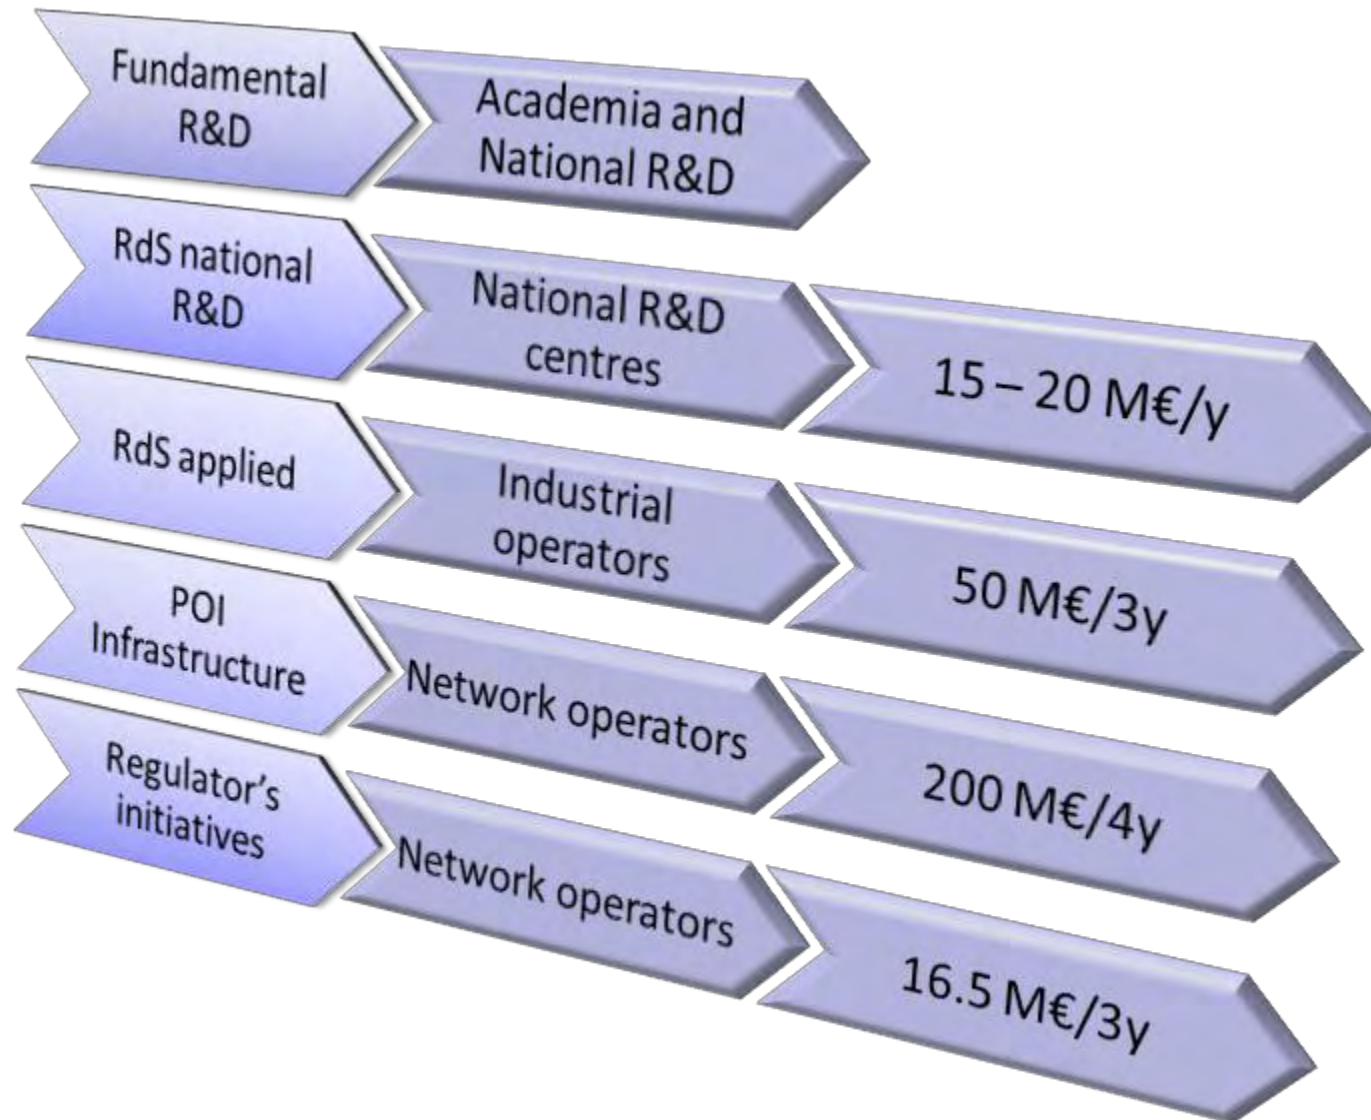 Fundamental
R&D
Academia and
National R&D
RdS national
R&D
National R&D
centres
15 – 20 M€/y
RdS applied
Industrial
operators
50 M€/3y
POI
Infrastructure
Network operators
200 M€/4y
Regulator's
initiatives
Network operators
16.5 M€/3y